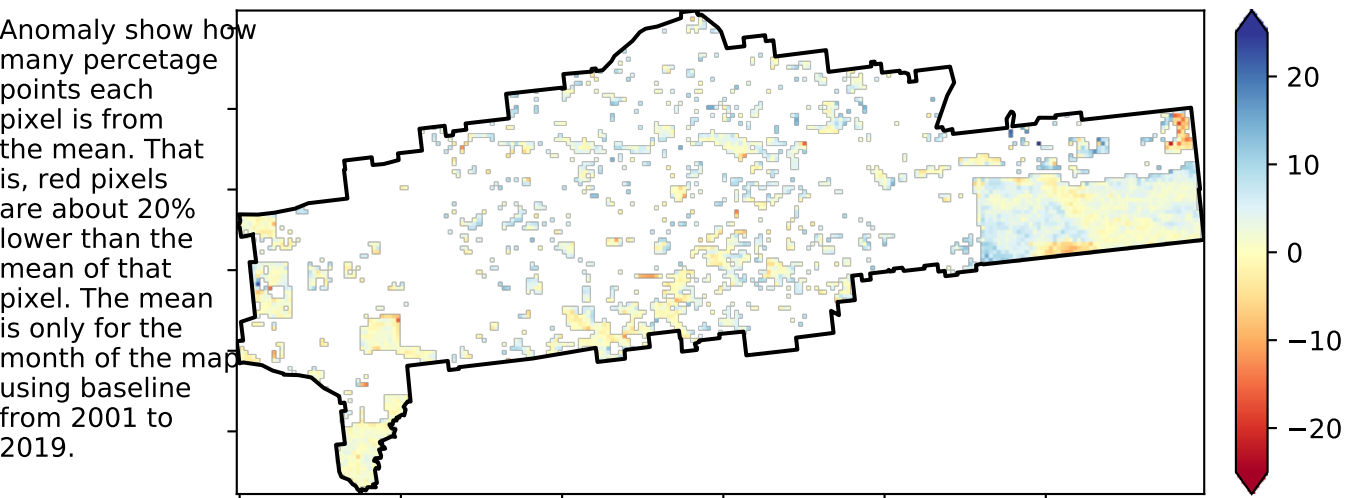 Anomaly show how
many percetage
points each
pixel is from
the mean. That
is, red pixels
are about 20%
lower than the
mean of that
pixel. The mean
is only for the
month of the map
using baseline
from 2001 to
2019.
20
10
0
−10
−20